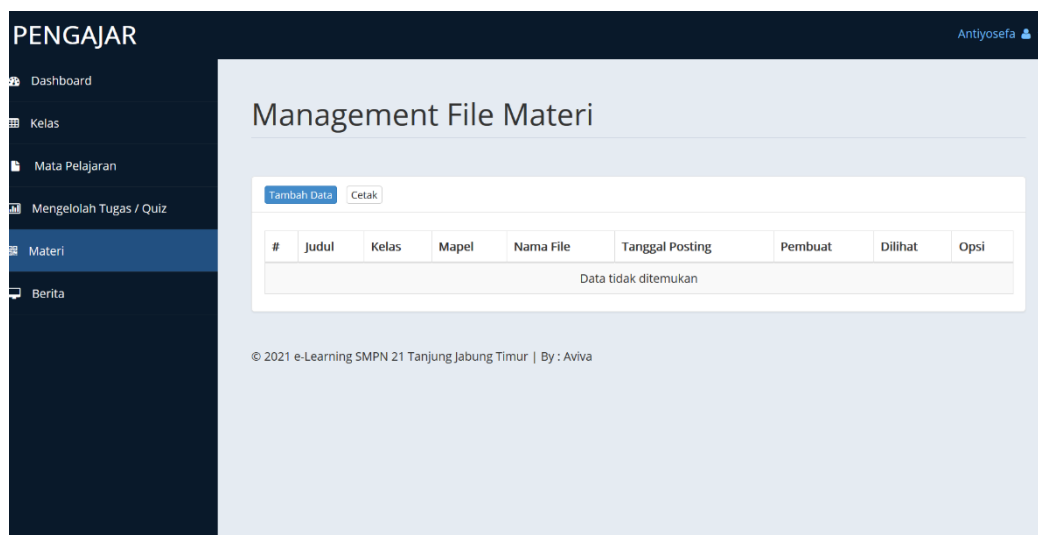 PENGAJAR
Antiyosefa
Dashboard
Kelas
Mata Pelajaran
Mengelolah Tugas / Quiz
Materi
Berita
Management File Materi
Tambah Data Cetak
# Judul Kelas Mapel Nama File Tanggal Posting Pembuat Dilihat Opsi
Data tidak ditemukan
© 2021 e-Learning SMPN 21 Tanjung Jabung Timur | By : Aviva